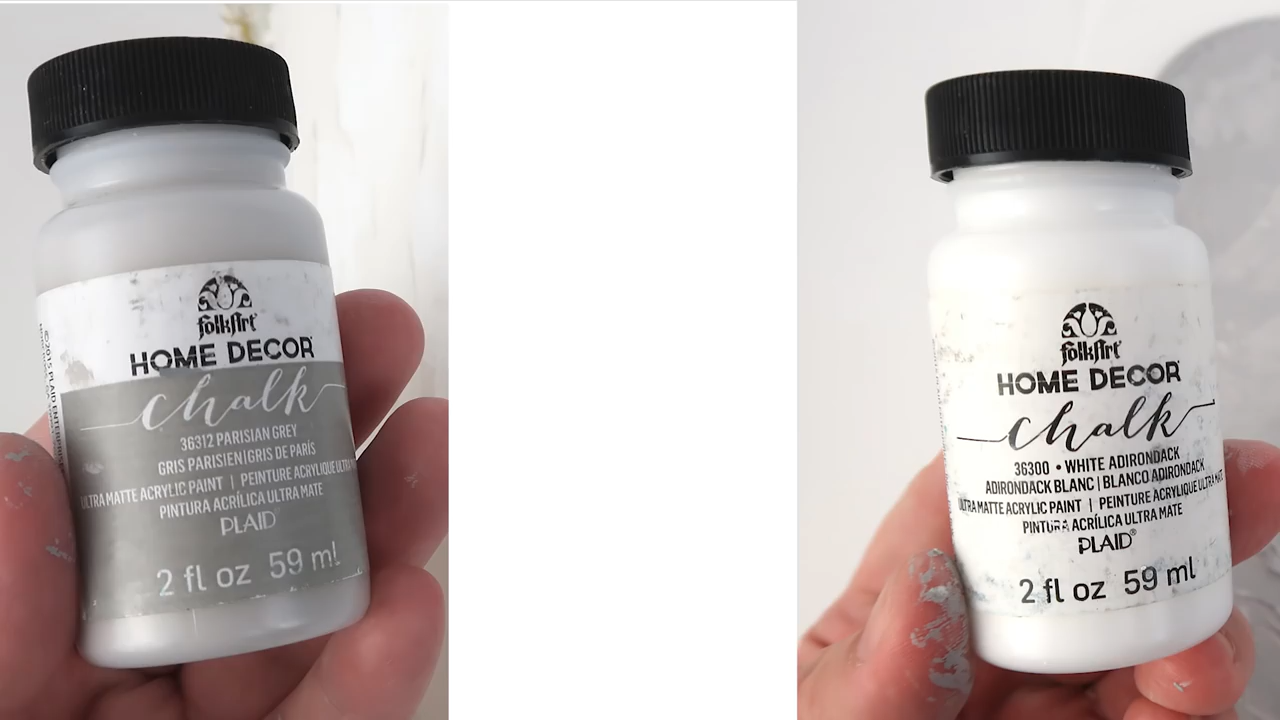 folkArt
HOME DECOR
chalk
36312 PARISIAN GREY
GRIS PARISIEN|GRIS DE PARÍS
ULTRA MATTE ACRYLIC PAINT | PEINTURE ACRYLIQUE ULTRA
PINTURA ACRÍLICA ULTRA MATE
PLAID
2 fl oz 59 mL
©2015 PLAID
folkArt
HOME DECOR
chalk
36300 • WHITE ADIRONDACK
ADIRONDACK BLANC | BLANCO ADIRONDACK
ULTRA MATTE ACRYLIC PAINT | PEINTURE ACRYLIQUE ULTRA
PINTURA ACRÍLICA ULTRA MATE
PLAID®
2 fl oz 59 ml